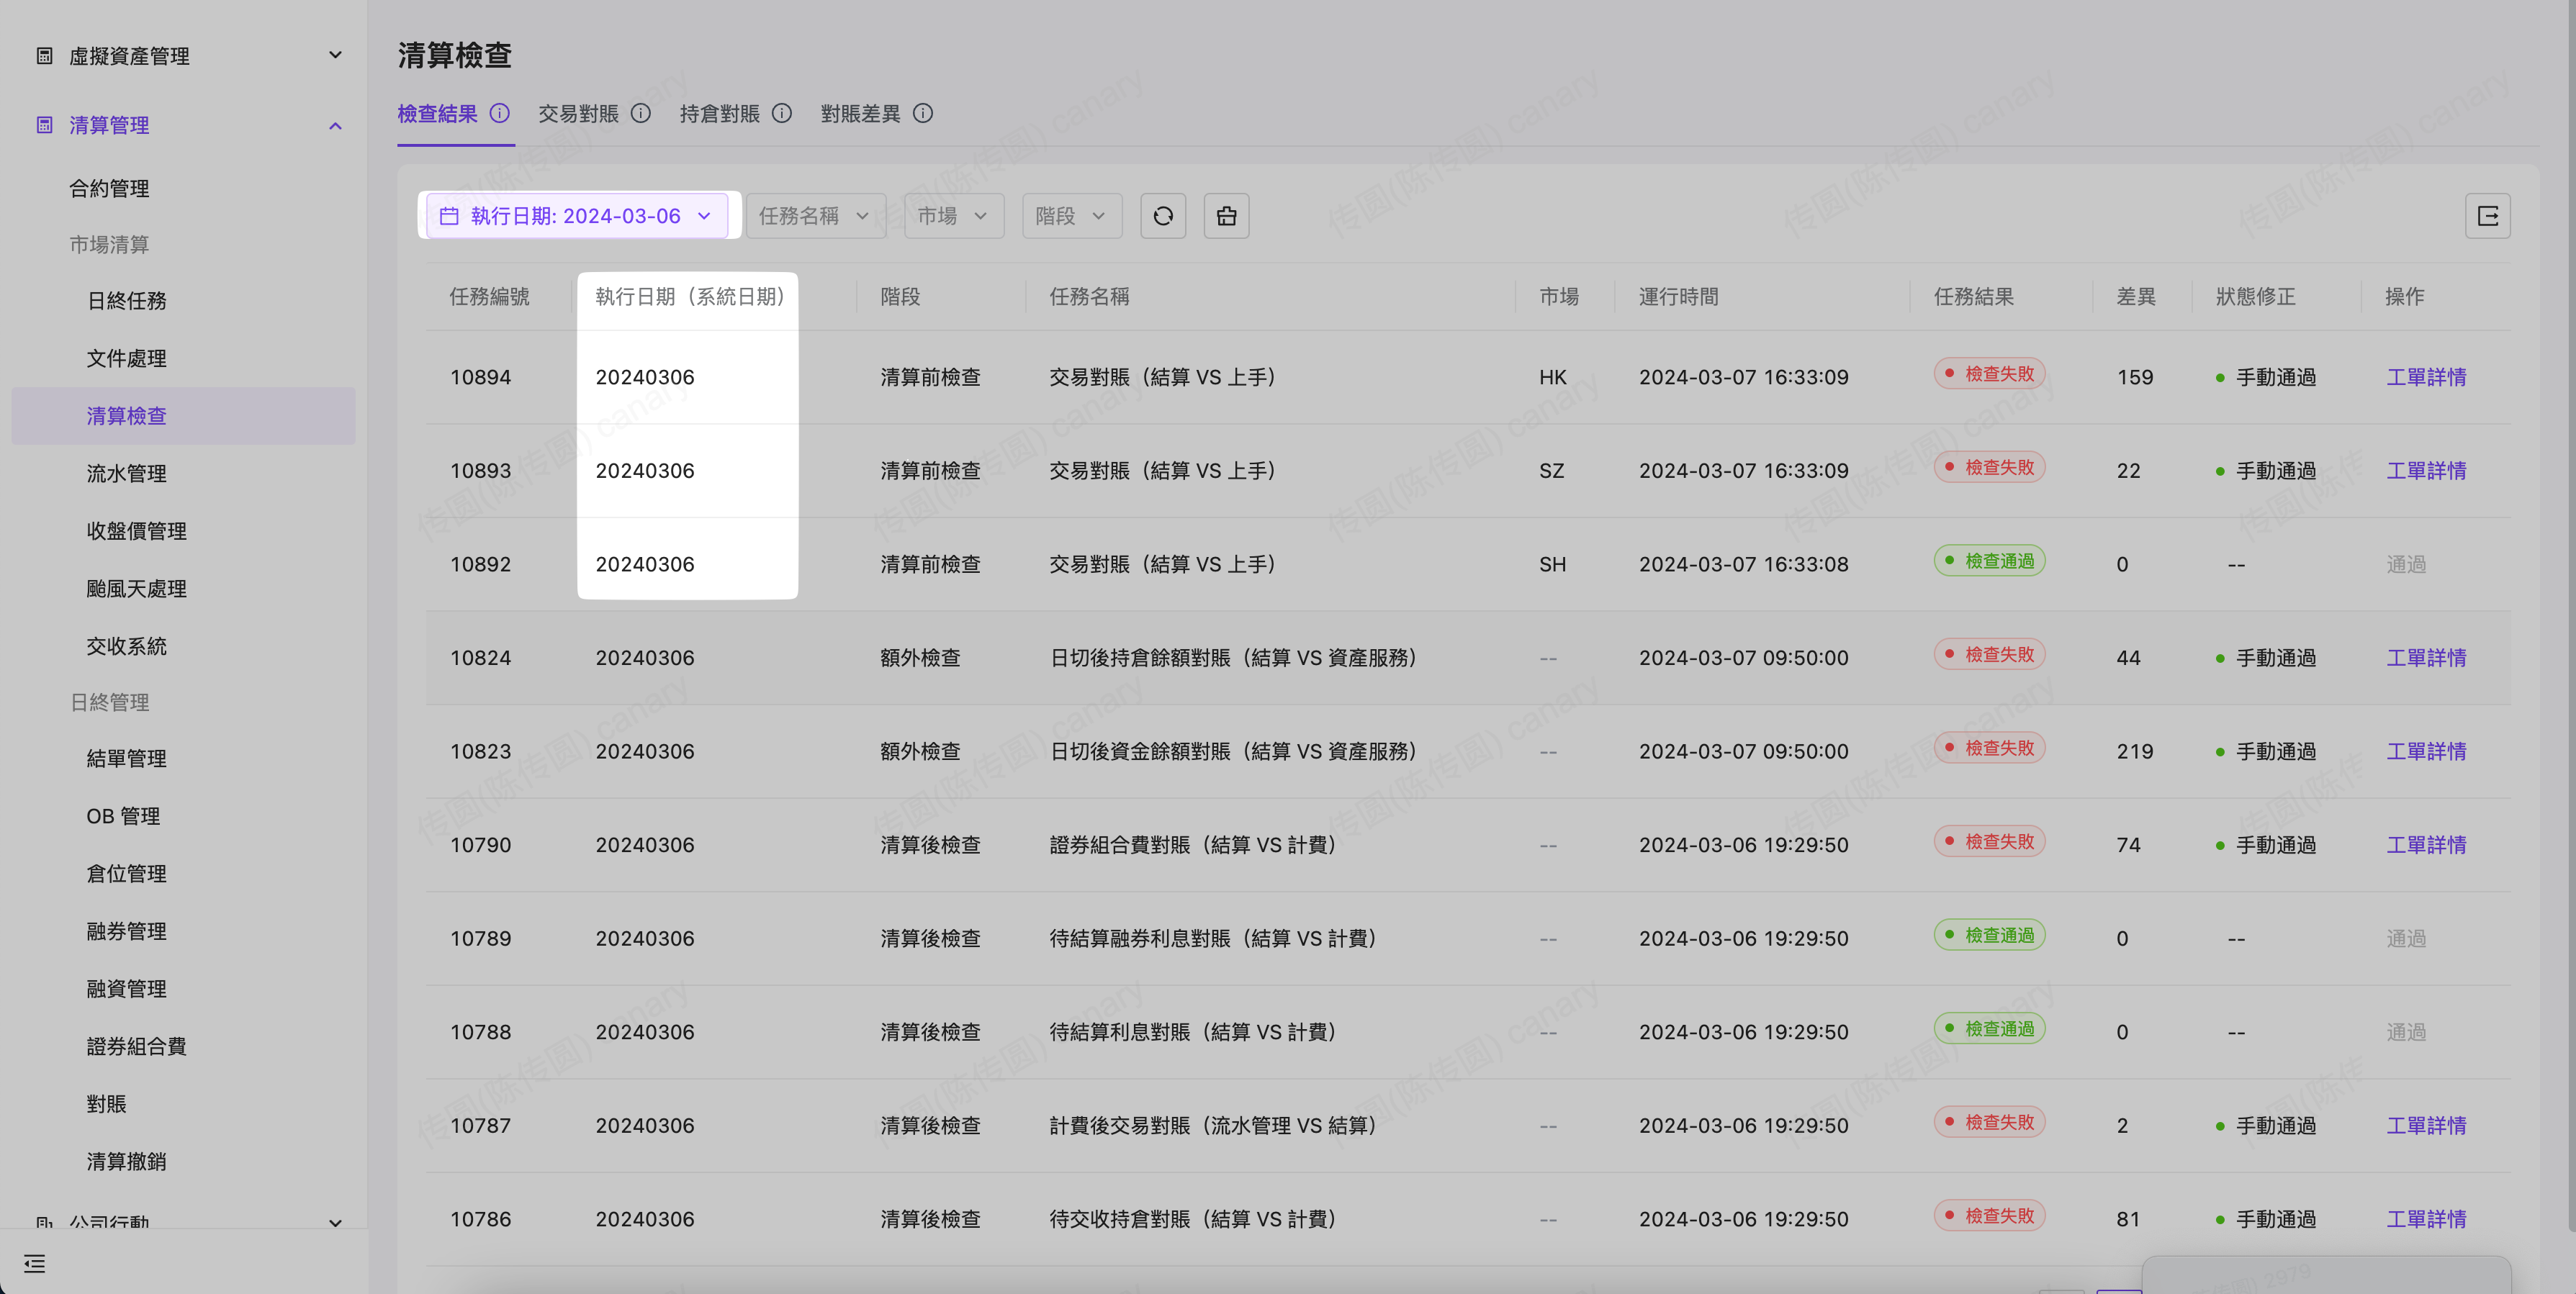 虛擬資產管理
清算管理
合約管理
市場清算
日終任務
文件處理
清算檢查
流水管理
收盤價管理
颱風天處理
交收系統
日終管理
結單管理
OB 管理
倉位管理
融券管理
融資管理
證券組合費
對賬
清算撤銷
公司行動
清算檢查
檢查結果 交易對賬 持倉對賬 對賬差異
執行日期: 2024-03-06 任務名稱 市場 階段
任務編號 執行日期（系統日期） 階段 任務名稱 市場 運行時間 任務結果 差異 狀態修正 操作
10894 20240306 清算前檢查 交易對賬（結算 VS 上手） HK 2024-03-07 16:33:09 檢查失敗 159 手動通過 工單詳情
10893 20240306 清算前檢查 交易對賬（結算 VS 上手） SZ 2024-03-07 16:33:09 檢查失敗 22 手動通過 工單詳情
10892 20240306 清算前檢查 交易對賬（結算 VS 上手） SH 2024-03-07 16:33:08 檢查通過 0 -- 通過
10824 20240306 額外檢查 日切後持倉餘額對賬（結算 VS 資產服務） -- 2024-03-07 09:50:00 檢查失敗 44 手動通過 工單詳情
10823 20240306 額外檢查 日切後資金餘額對賬（結算 VS 資產服務） -- 2024-03-07 09:50:00 檢查失敗 219 手動通過 工單詳情
10790 20240306 清算後檢查 證券組合費對賬（結算 VS 計費） -- 2024-03-06 19:29:50 檢查失敗 74 手動通過 工單詳情
10789 20240306 清算後檢查 待結算融券利息對賬（結算 VS 計費） -- 2024-03-06 19:29:50 檢查通過 0 -- 通過
10788 20240306 清算後檢查 待結算利息對賬（結算 VS 計費） -- 2024-03-06 19:29:50 檢查通過 0 -- 通過
10787 20240306 清算後檢查 計費後交易對賬（流水管理 VS 結算） -- 2024-03-06 19:29:50 檢查失敗 2 手動通過 工單詳情
10786 20240306 清算後檢查 待交收持倉對賬（結算 VS 計費） -- 2024-03-06 19:29:50 檢查失敗 81 手動通過 工單詳情
传圆(陈传圆) canary